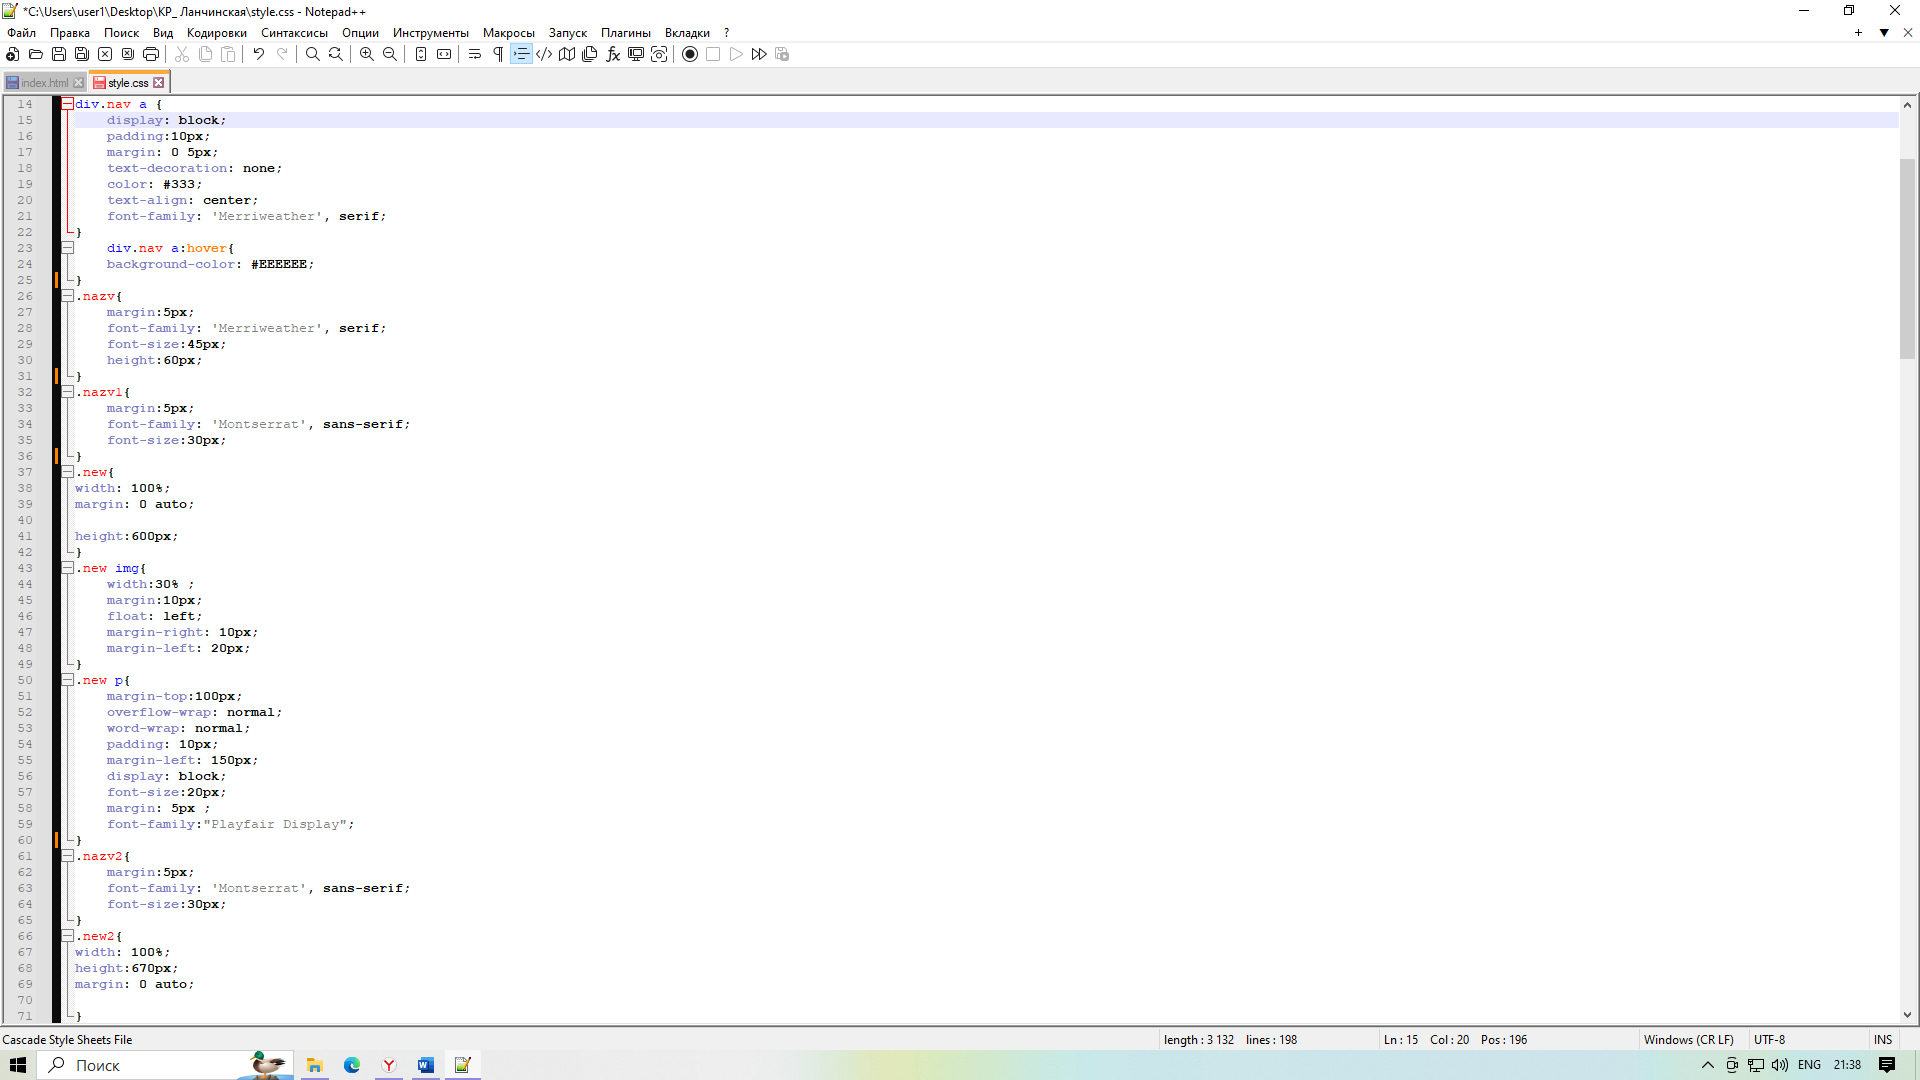 *C:\Users\user1\Desktop\КР_ Ланчинская\style.css - Notepad++
Файл Правка Поиск Вид Кодировки Синтаксисы Опции Инструменты Макросы Запуск Плагины Вкладки ?
index.html style.css
14 div.nav a {
15 display: block;
16 padding:10px;
17 margin: 0 5px;
18 text-decoration: none;
19 color: #333;
20 text-align: center;
21 font-family: 'Merriweather', serif;
22 }
23 div.nav a:hover{
24 background-color: #EEEEEE;
25 }
26 .nazv{
27 margin:5px;
28 font-family: 'Merriweather', serif;
29 font-size:45px;
30 height:60px;
31 }
32 .nazv1{
33 margin:5px;
34 font-family: 'Montserrat', sans-serif;
35 font-size:30px;
36 }
37 .new{
38 width: 100%;
39 margin: 0 auto;
40
41 height:600px;
42 }
43 .new img{
44 width:30% ;
45 margin:10px;
46 float: left;
47 margin-right: 10px;
48 margin-left: 20px;
49 }
50 .new p{
51 margin-top:100px;
52 overflow-wrap: normal;
53 word-wrap: normal;
54 padding: 10px;
55 margin-left: 150px;
56 display: block;
57 font-size:20px;
58 margin: 5px ;
59 font-family:"Playfair Display";
60 }
61 .nazv2{
62 margin:5px;
63 font-family: 'Montserrat', sans-serif;
64 font-size:30px;
65 }
66 .new2{
67 width: 100%;
68 height:670px;
69 margin: 0 auto;
70
71 }
Cascade Style Sheets File length : 3 132 lines : 198 Ln : 15 Col : 20 Pos : 196 Windows (CR LF) UTF-8 INS
Поиск ENG 21:38